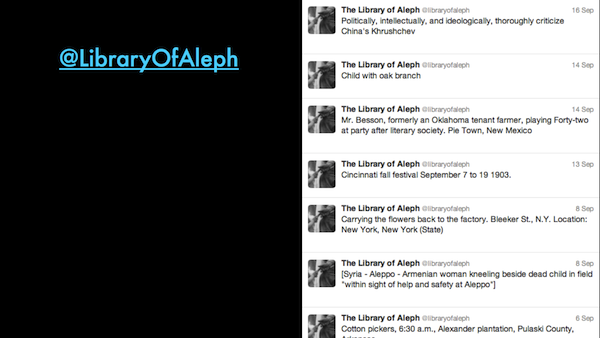 @LibraryOfAleph
The Library of Aleph @libraryofaleph 16 Sep
Politically, intellectually, and ideologically, thoroughly criticize
China's Khrushchev
The Library of Aleph @libraryofaleph 14 Sep
Child with oak branch
The Library of Aleph @libraryofaleph 14 Sep
Mr. Besson, formerly an Oklahoma tenant farmer, playing Forty-two
at party after literary society. Pie Town, New Mexico
The Library of Aleph @libraryofaleph 13 Sep
Cincinnati fall festival September 7 to 19 1903.
The Library of Aleph @libraryofaleph 8 Sep
Carrying the flowers back to the factory. Bleeker St., N.Y. Location:
New York, New York (State)
The Library of Aleph @libraryofaleph 8 Sep
[Syria - Aleppo - Armenian woman kneeling beside dead child in field
"within sight of help and safety at Aleppo"]
The Library of Aleph @libraryofaleph 6 Sep
Cotton pickers, 6:30 a.m., Alexander plantation, Pulaski County,